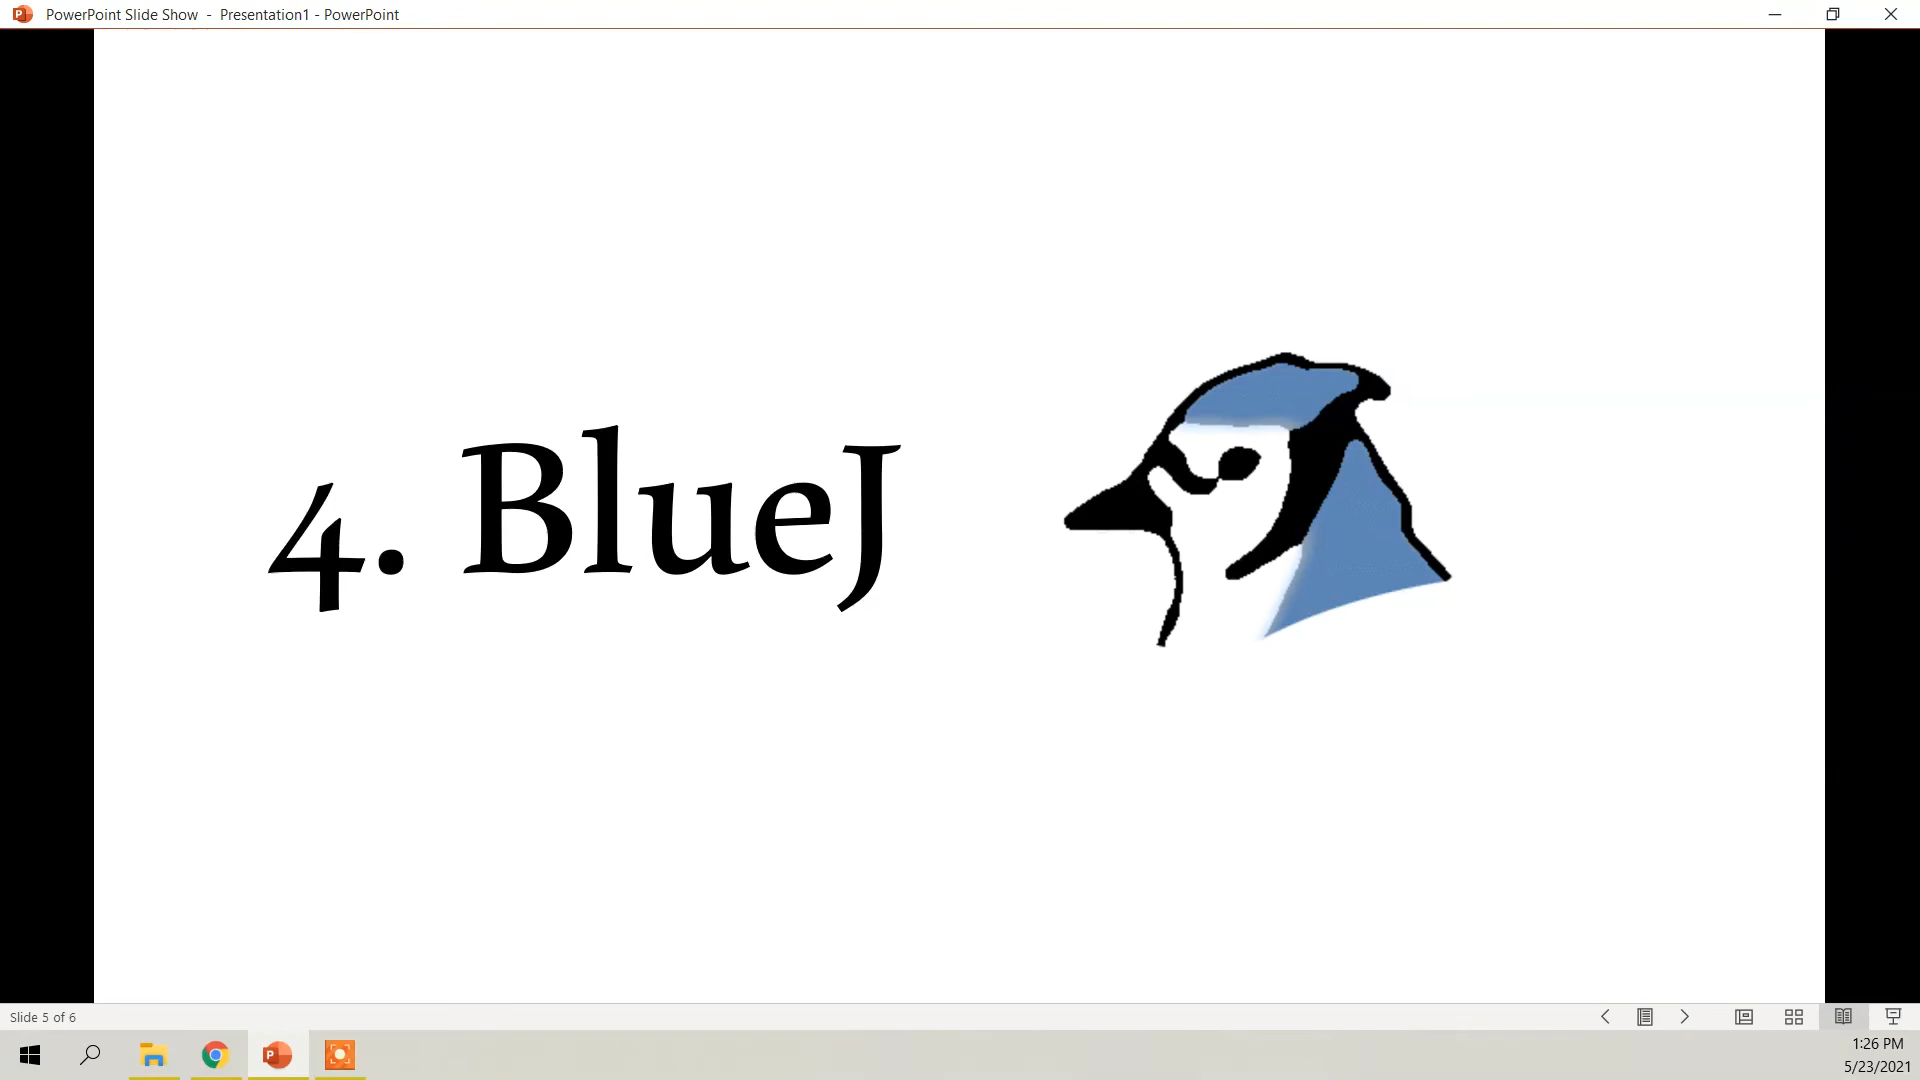 PowerPoint Slide Show - Presentation1 - PowerPoint
4. BlueJ
Slide 5 of 6
1:26 PM
5/23/2021